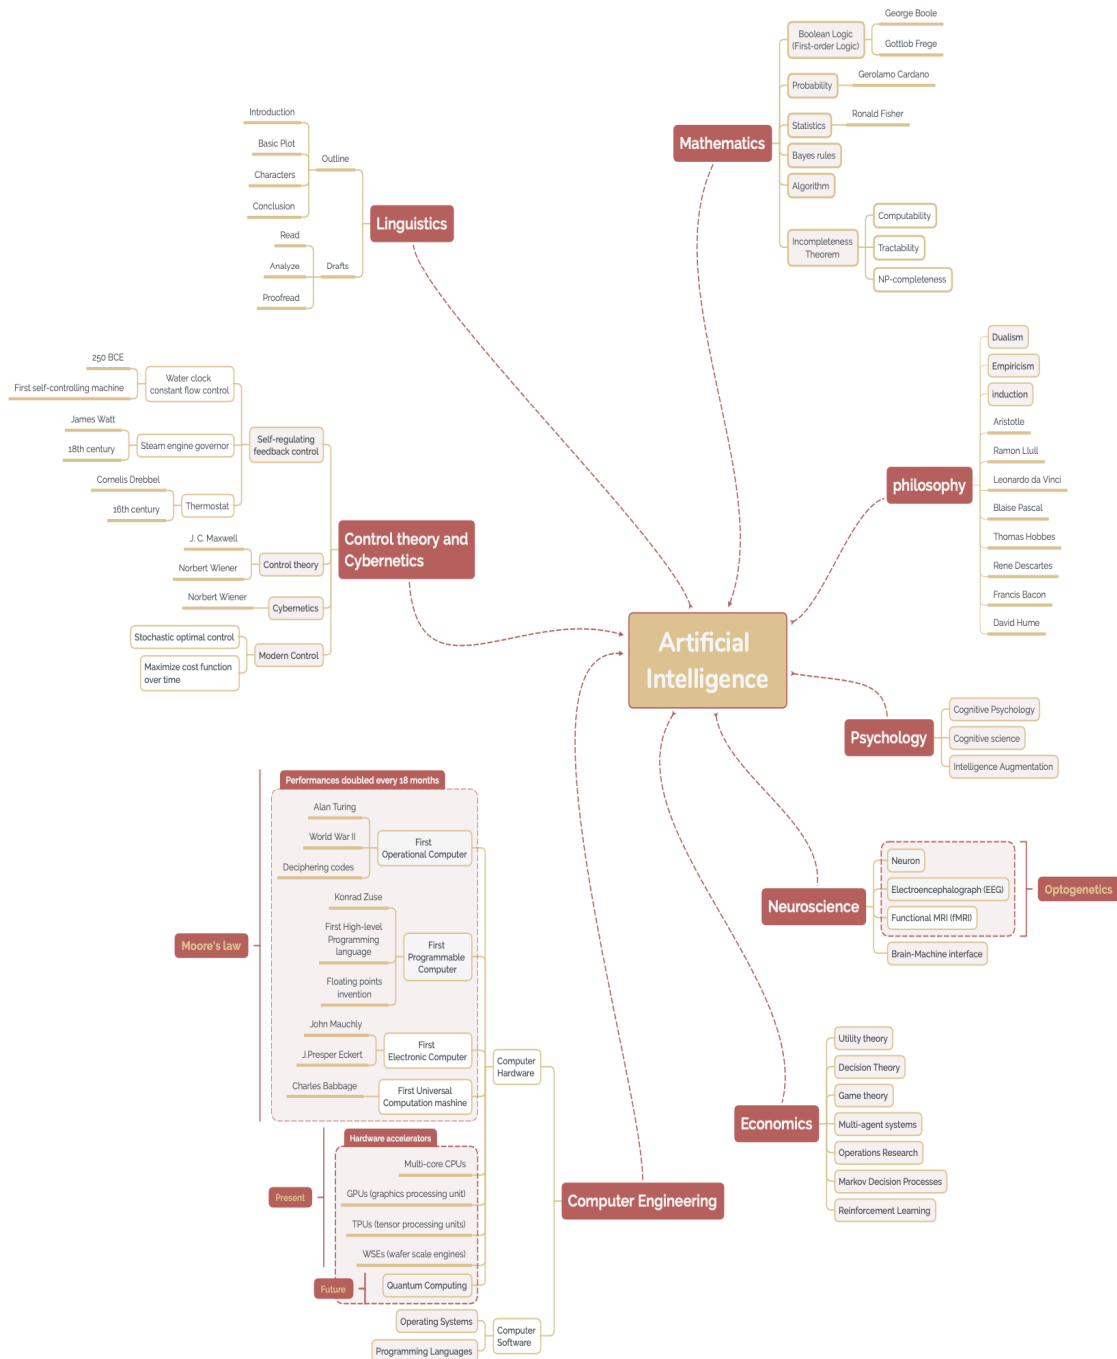 Artificial
Intelligence
Mathematics
Boolean Logic
(First-order Logic)
George Boole
Gottlob Frege
Probability
Gerolamo Cardano
Statistics
Ronald Fisher
Bayes rules
Algorithm
Incompleteness
Theorem
Computability
Tractability
NP-completeness
philosophy
Dualism
Empiricism
induction
Aristotle
Ramon Llull
Leonardo da Vinci
Blaise Pascal
Thomas Hobbes
Rene Descartes
Francis Bacon
David Hume
Psychology
Cognitive Psychology
Cognitive science
Intelligence Augmentation
Neuroscience
Neuron
Electroencephalograph (EEG)
Functional MRI (fMRI)
Brain-Machine interface
Optogenetics
Economics
Utility theory
Decision Theory
Game theory
Multi-agent systems
Operations Research
Markov Decision Processes
Reinforcement Learning
Linguistics
Outline
Introduction
Basic Plot
Characters
Conclusion
Drafts
Read
Analyze
Proofread
Control theory and
Cybernetics
Self-regulating
feedback control
Water clock
constant flow control
250 BCE
First self-controlling machine
Steam engine governor
James Watt
18th century
Thermostat
Cornelis Drebbel
16th century
Control theory
J. C. Maxwell
Norbert Wiener
Cybernetics
Norbert Wiener
Modern Control
Stochastic optimal control
Maximize cost function
over time
Computer Engineering
Computer
Hardware
Moore's law
Performances doubled every 18 months
First
Operational Computer
Alan Turing
World War II
Deciphering codes
First
Programmable
Computer
Konrad Zuse
First High-level
Programming
language
Floating points
invention
First
Electronic Computer
John Mauchly
J.Presper Eckert
First Universal
Computation mashine
Charles Babbage
Present
Hardware accelerators
Multi-core CPUs
GPUs (graphics processing unit)
TPUs (tensor processing units)
WSEs (wafer scale engines)
Future
Quantum Computing
Computer
Software
Operating Systems
Programming Languages